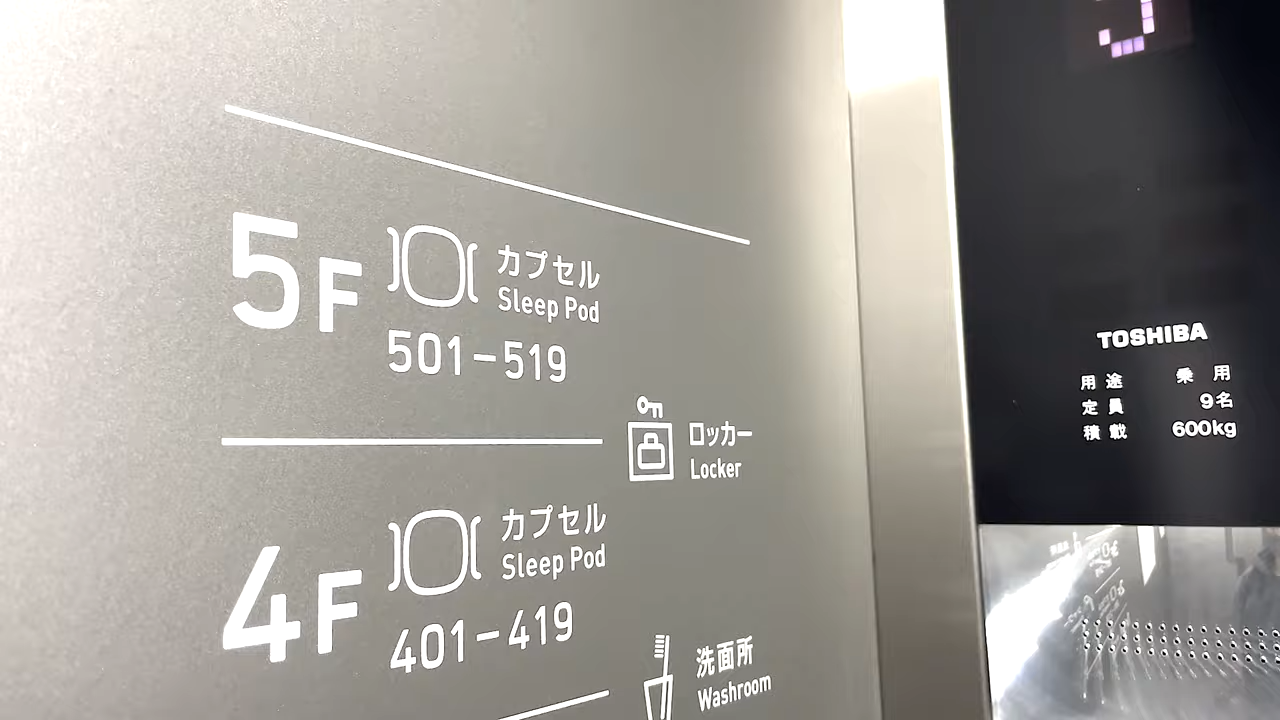 5F
カプセル
Sleep Pod
501-519
ロッカー
Locker
4F
カプセル
Sleep Pod
401-419
洗面所
Washroom
TOSHIBA
用途 乗用
定員 9名
積載 600kg